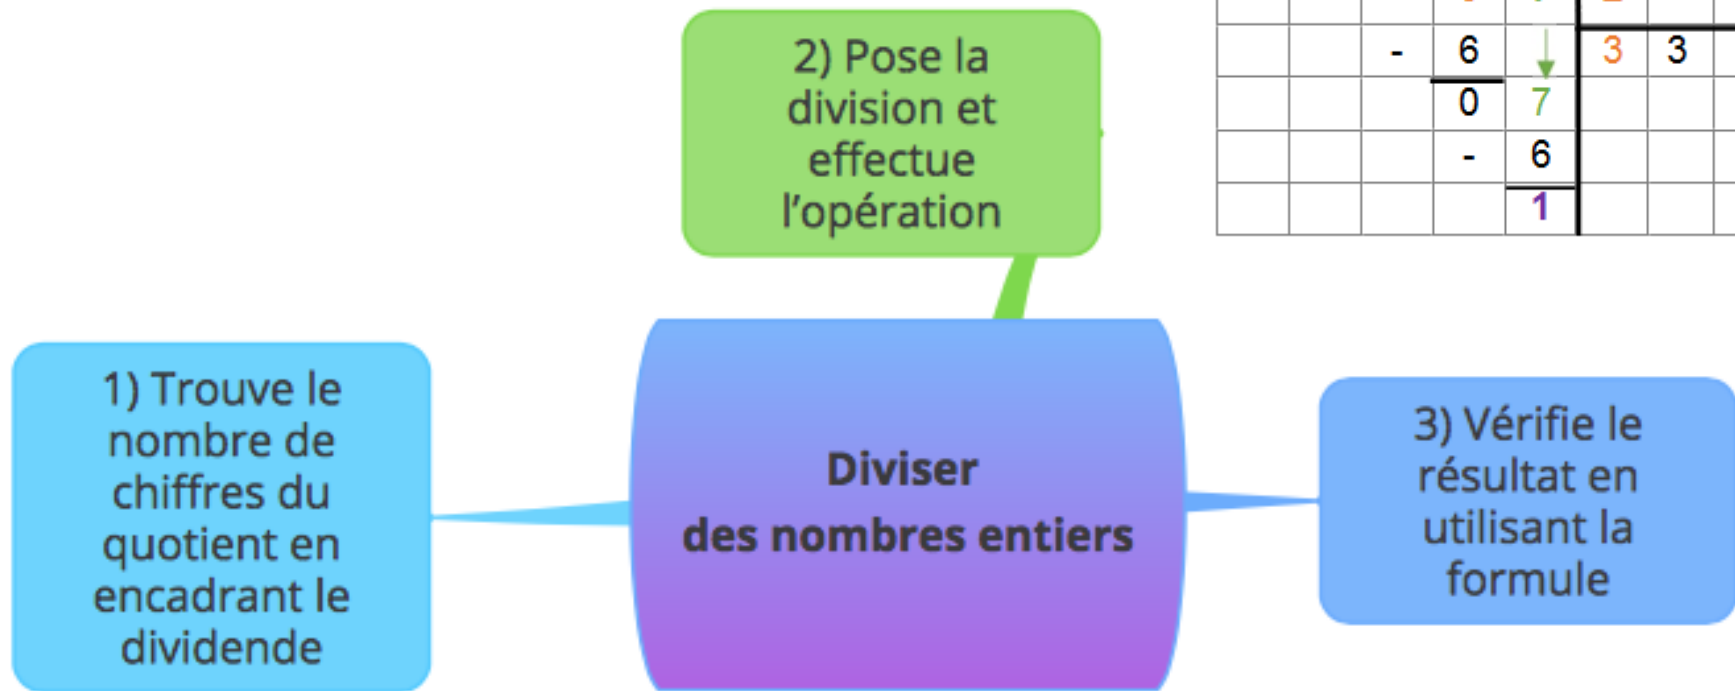 2) Pose la
division et
effectue
l'opération
- 6 3 3
0 7
- 6
1
1) Trouve le
nombre de
chiffres du
quotient en
encadrant le
dividende
Diviser
des nombres entiers
3) Vérifie le
résultat en
utilisant la
formule